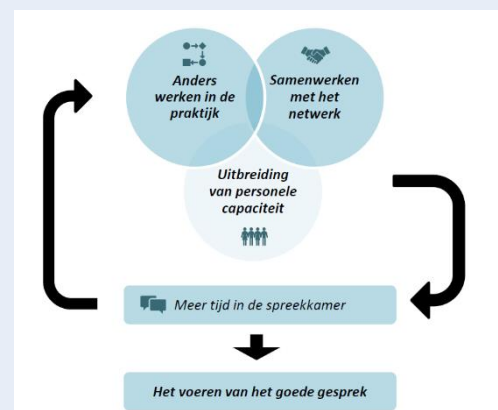 Anders
werken in de
praktijk
Samenwerken
met het
netwerk
Uitbreiding
van personele
capaciteit
Meer tijd in de spreekkamer
Het voeren van het goede gesprek